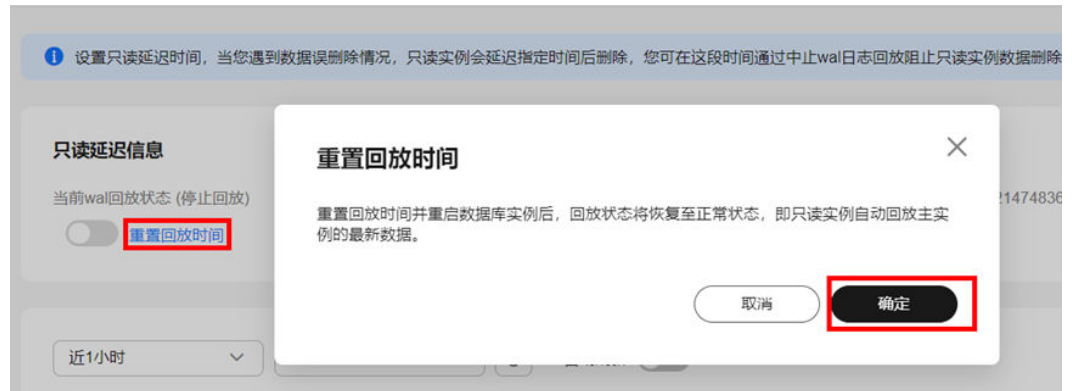 设置只读延迟时间，当您遇到数据误删除情况，只读实例会延迟指定时间后删除，您可在这段时间通过中止wal日志回放阻止只读实例数据删除
只读延迟信息
当前wal回放状态 (停止回放)
重置回放时间
21474836
重置回放时间
重置回放时间并重启数据库实例后，回放状态将恢复至正常状态，即只读实例自动回放主实
例的最新数据。
取消
确定
近1小时